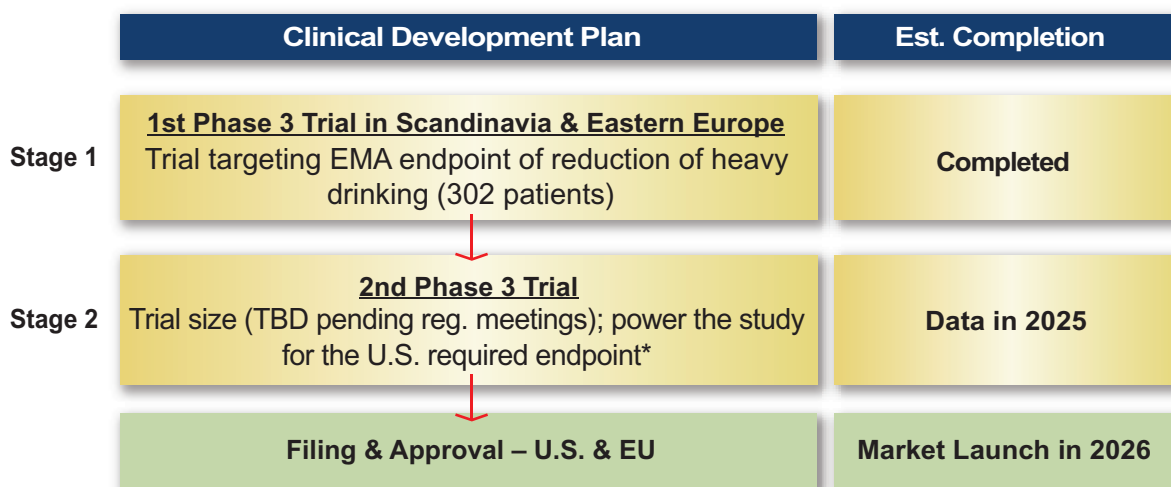 Clinical Development Plan
Est. Completion
Stage 1
1st Phase 3 Trial in Scandinavia & Eastern Europe
Trial targeting EMA endpoint of reduction of heavy
drinking (302 patients)
Completed
Stage 2
2nd Phase 3 Trial
Trial size (TBD pending reg. meetings); power the study
for the U.S. required endpoint*
Data in 2025
Filing & Approval – U.S. & EU
Market Launch in 2026